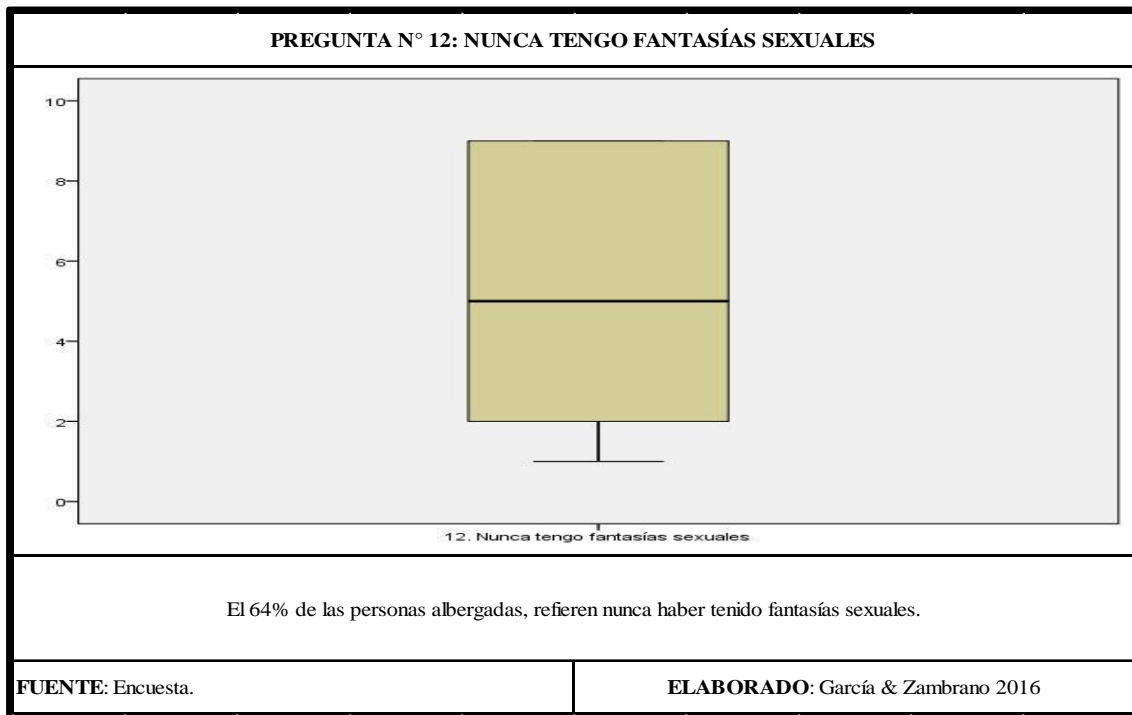 PREGUNTA N° 12: NUNCA TENGO FANTASÍAS SEXUALES
10
8
6
4
2
0
12. Nunca tengo fantasías sexuales
El 64% de las personas albergadas, refieren nunca haber tenido fantasías sexuales.
FUENTE: Encuesta.
ELABORADO: García & Zambrano 2016